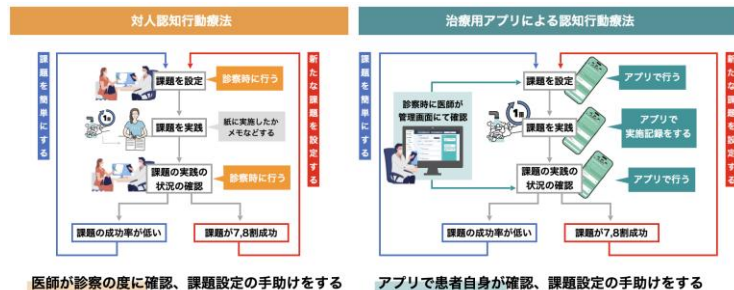 対人認知行動療法
課題を簡単にする
新たな課題を設定する
課題を設定
診察時に行う
1週
課題を実践
紙に実施したか
メモなどする
課題の実践の
状況の確認
診察時に行う
課題の成功率が低い
課題が7,8割成功
医師が診察の度に確認、課題設定の手助けをする
治療用アプリによる認知行動療法
課題を簡単にする
新たな課題を設定する
課題を設定
アプリで行う
診察時に医師が
管理画面にて確認
課題を実践
アプリで
実施記録をする
課題の実践の
状況の確認
アプリで行う
課題の成功率が低い
課題が7,8割成功
アプリで患者自身が確認、課題設定の手助けをする